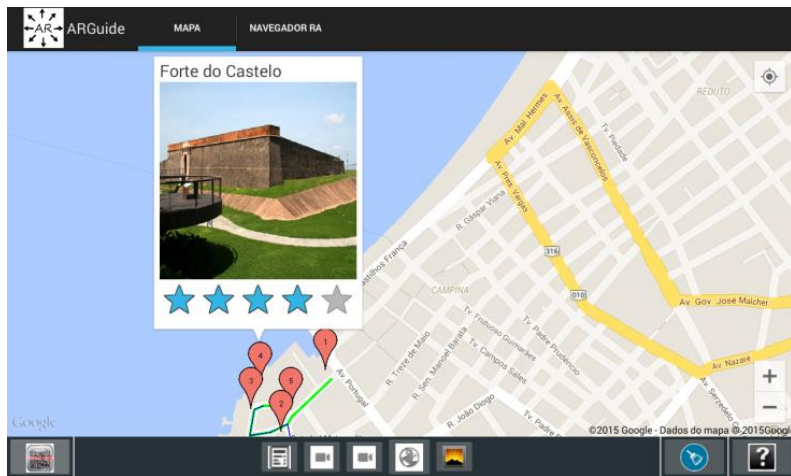 AR
ARGuide
MAPA
NAVEGADOR RA
Forte do Castelo
REDUTO
Av. Mal. Hermes
Av. Assis de Vasconcelos
Tv. Piedade
Av. Pres. Vargas
R. Gáspar Viana
316
CAMPINA
010
Av. Gov. José Malcher
Tv. Frutuoso Guimarães
Tv. Padre Prudêncio
R. Treze de Maio
R. Sen. Manoel Barata
Tv. Campos Sales
Av. Nazaré
Av. Portugal
R. João Diogo
1
4
3
5
2
+
−
Google
©2015 Google - Dados do mapa ©2015Googl
?